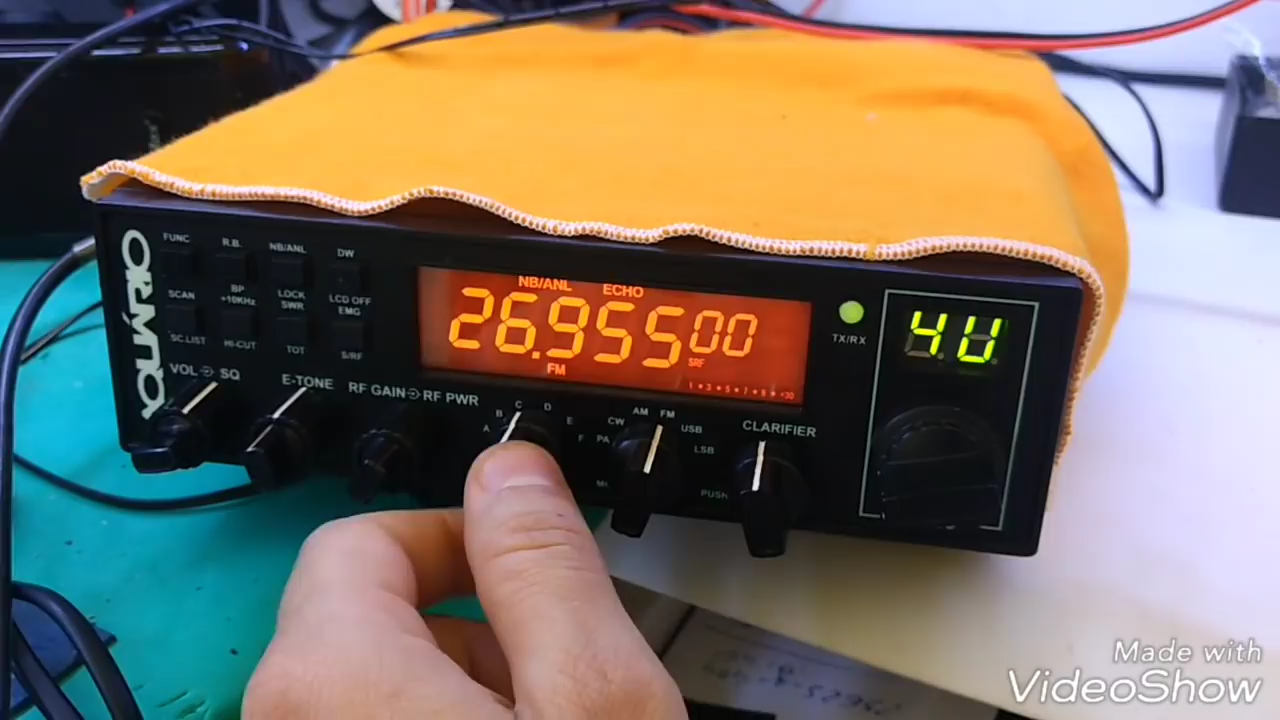 FUNC
R.B.
NB/ANL
DW
SCAN
BP
+10KHz
LOCK
SWR
LCD OFF
EMG
SC.LIST
HI-CUT
TOT
S/RF
NB/ANL
ECHO
26.95500
SRF
FM
1 • 3 • 5 • 7 • 9 • +30
TX/RX
4U
VOL
SQ
E-TONE
RF GAIN
RF PWR
A
B
C
D
E
F
PA
CW
AM
FM
USB
LSB
CLARIFIER
PUSH
Made with
VideoShow